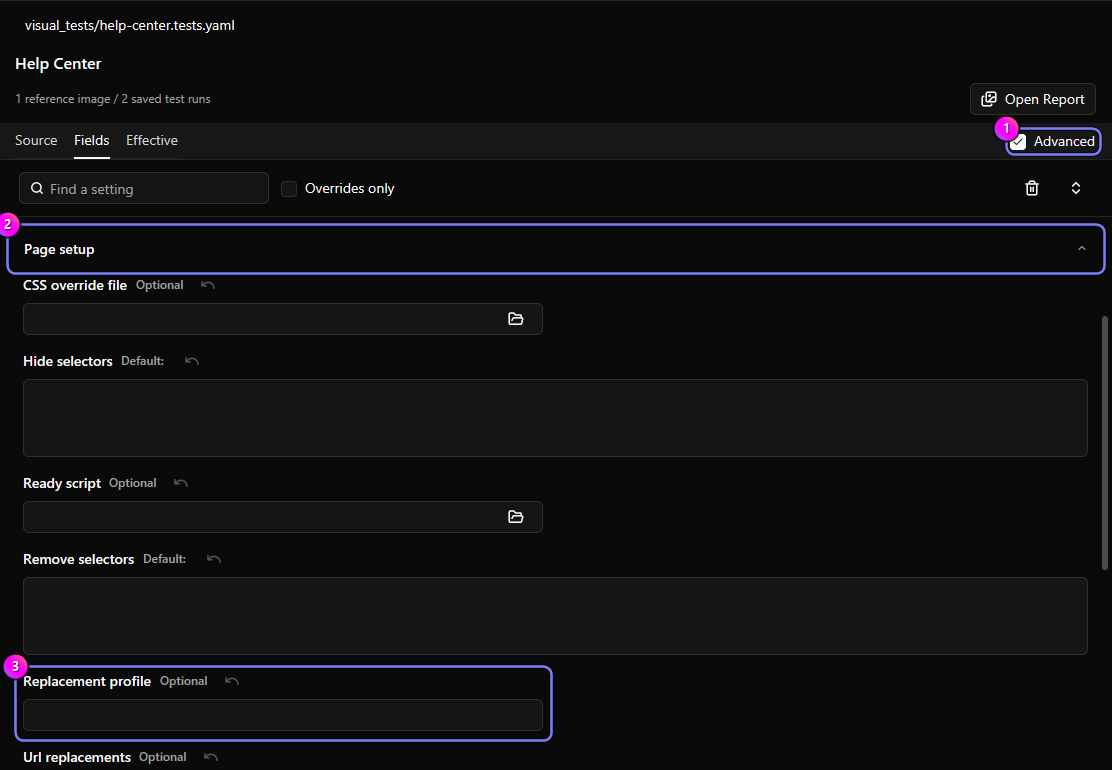 visual_tests/help-center.tests.yaml
Help Center
1 reference image / 2 saved test runs
Open Report
Source Fields Effective
1
Advanced
Find a setting
Overrides only
2
Page setup
CSS override file Optional
Hide selectors Default:
Ready script Optional
Remove selectors Default:
3
Replacement profile Optional
Url replacements Optional